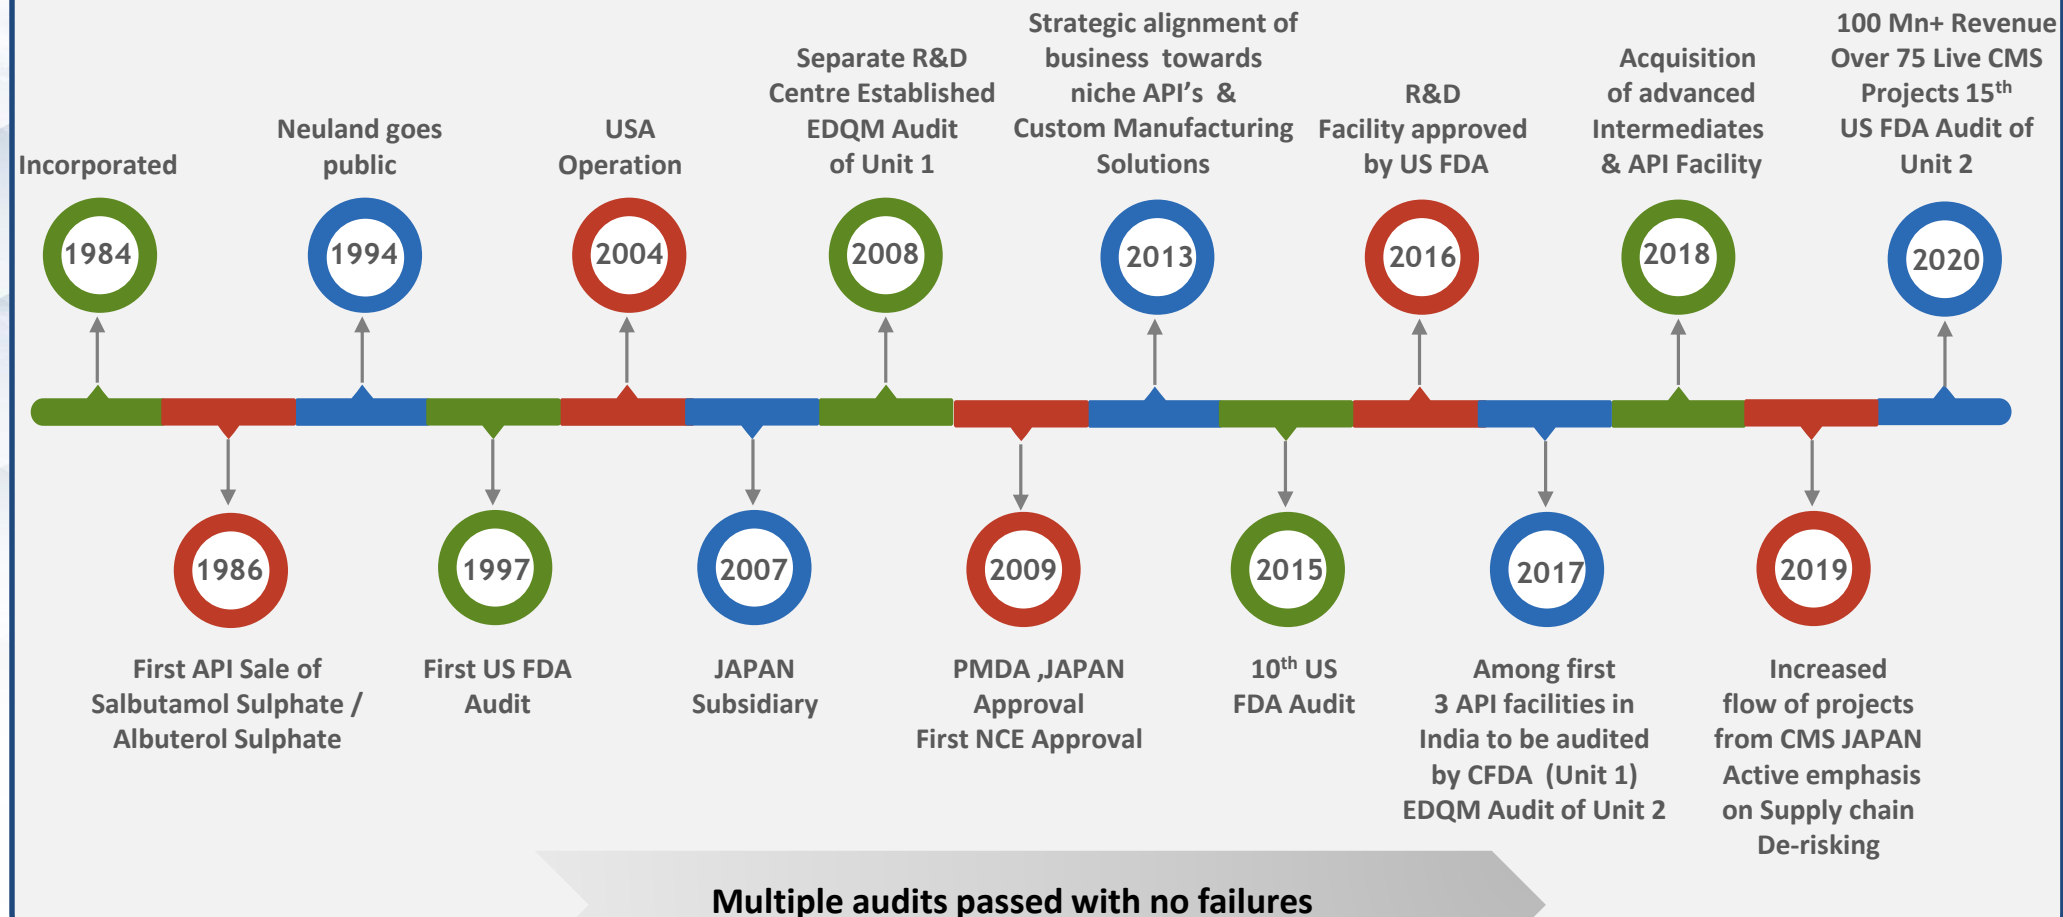 Incorporated
1984
Neuland goes
public
1994
USA
Operation
2004
Separate R&D
Centre Established
EDQM Audit
of Unit 1
2008
Strategic alignment of
business towards
niche API's &
Custom Manufacturing
Solutions
2013
R&D
Facility approved
by US FDA
2016
Acquisition
of advanced
Intermediates
& API Facility
2018
100 Mn+ Revenue
Over 75 Live CMS
Projects 15th
US FDA Audit of
Unit 2
2020
1986
First API Sale of
Salbutamol Sulphate /
Albuterol Sulphate
1997
First US FDA
Audit
2007
JAPAN
Subsidiary
2009
PMDA ,JAPAN
Approval
First NCE Approval
2015
10th US
FDA Audit
2017
Among first
3 API facilities in
India to be audited
by CFDA (Unit 1)
EDQM Audit of Unit 2
2019
Increased
flow of projects
from CMS JAPAN
Active emphasis
on Supply chain
De-risking
Multiple audits passed with no failures